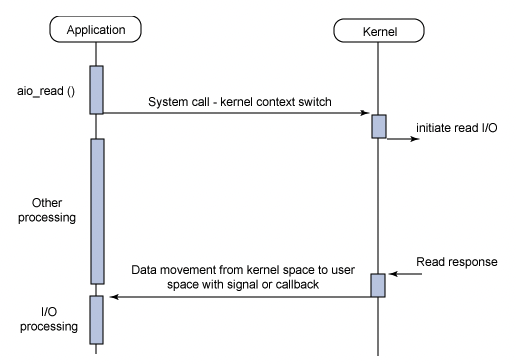 Application
Kernel
aio_read ()
System call - kernel context switch
initiate read I/O
Other
processing
Read response
Data movement from kernel space to user
space with signal or callback
I/O
processing